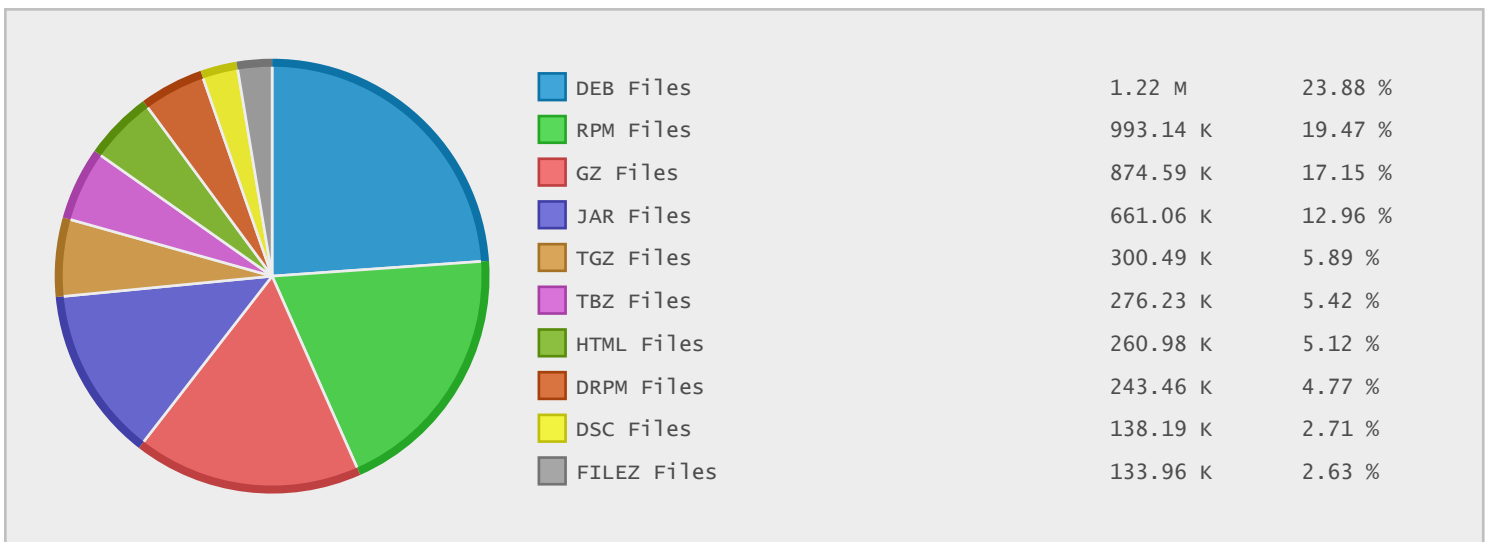 DEB Files 1.22 M 23.88 %
RPM Files 993.14 K 19.47 %
GZ Files 874.59 K 17.15 %
JAR Files 661.06 K 12.96 %
TGZ Files 300.49 K 5.89 %
TBZ Files 276.23 K 5.42 %
HTML Files 260.98 K 5.12 %
DRPM Files 243.46 K 4.77 %
DSC Files 138.19 K 2.71 %
FILEZ Files 133.96 K 2.63 %